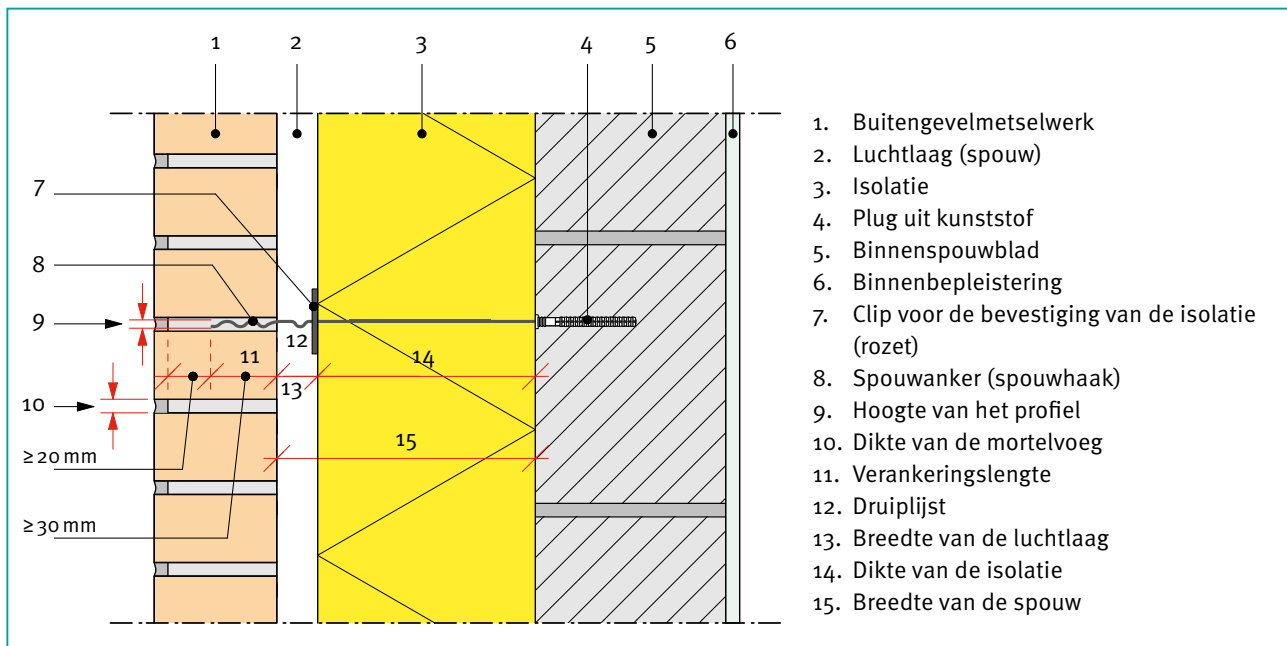 1 2 3 4 5 6
7
8
9
12
11
14
13
10
15
≥ 20 mm
≥ 30 mm
1. Buitengevelmetselwerk
2. Luchtlaag (spouw)
3. Isolatie
4. Plug uit kunststof
5. Binnenspouwblad
6. Binnenbepleistering
7. Clip voor de bevestiging van de isolatie
(rozet)
8. Spouwanker (spouwhaak)
9. Hoogte van het profiel
10. Dikte van de mortelvoeg
11. Verankeringslengte
12. Druiplijst
13. Breedte van de luchtlaag
14. Dikte van de isolatie
15. Breedte van de spouw